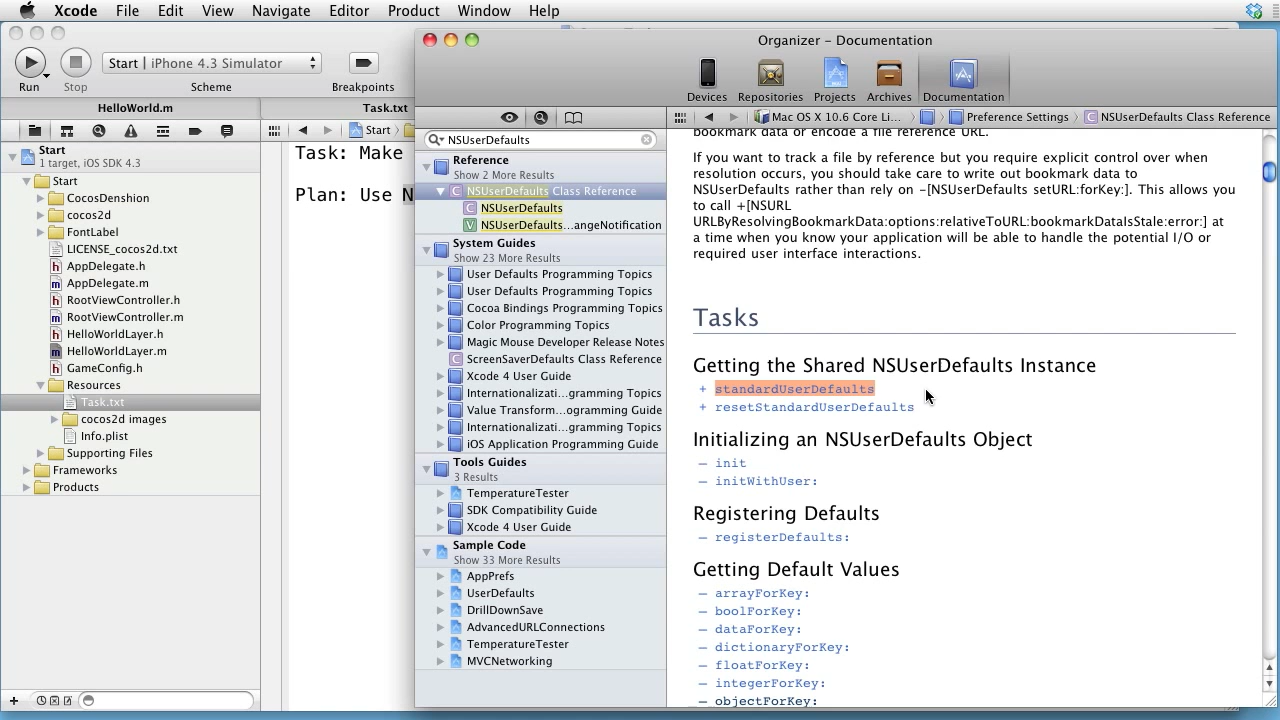 Xcode File Edit View Navigate Editor Product Window Help
Start | iPhone 4.3 Simulator
Run Stop Scheme Breakpoints
HelloWorld.m Task.txt
Start
Start
1 target, iOS SDK 4.3
Start
CocosDenshion
cocos2d
FontLabel
LICENSE_cocos2d.txt
AppDelegate.h
AppDelegate.m
RootViewController.h
RootViewController.m
HelloWorldLayer.h
HelloWorldLayer.m
GameConfig.h
Resources
Task.txt
cocos2d images
Info.plist
Supporting Files
Frameworks
Products
Task: Make
Plan: Use N
Organizer – Documentation
Devices Repositories Projects Archives Documentation
Mac OS X 10.6 Core Li... Preference Settings C NSUserDefaults Class Reference
NSUserDefaults
Reference
Show 2 More Results
C NSUserDefaults Class Reference
C NSUserDefaults
V NSUserDefaults...angeNotification
System Guides
Show 23 More Results
User Defaults Programming Topics
User Defaults Programming Topics
Cocoa Bindings Programming Topics
Color Programming Topics
Magic Mouse Developer Release Notes
C ScreenSaverDefaults Class Reference
Xcode 4 User Guide
Internationalizati...gramming Topics
Value Transform...ogramming Guide
Internationalizati...gramming Topics
iOS Application Programming Guide
Tools Guides
3 Results
TemperatureTester
SDK Compatibility Guide
Xcode 4 User Guide
Sample Code
Show 33 More Results
AppPrefs
UserDefaults
DrillDownSave
AdvancedURLConnections
TemperatureTester
MVCNetworking
bookmark data or encode a file reference URL.
If you want to track a file by reference but you require explicit control over when
resolution occurs, you should take care to write out bookmark data to
NSUserDefaults rather than rely on -[NSUserDefaults setURL:forKey:]. This allows you
to call +[NSURL
URLByResolvingBookmarkData:options:relativeToURL:bookmarkDataIsStale:error:] at
a time when you know your application will be able to handle the potential I/O or
required user interface interactions.
Tasks
Getting the Shared NSUserDefaults Instance
+ standardUserDefaults
+ resetStandardUserDefaults
Initializing an NSUserDefaults Object
– init
– initWithUser:
Registering Defaults
– registerDefaults:
Getting Default Values
– arrayForKey:
– boolForKey:
– dataForKey:
– dictionaryForKey:
– floatForKey:
– integerForKey:
– objectForKey: